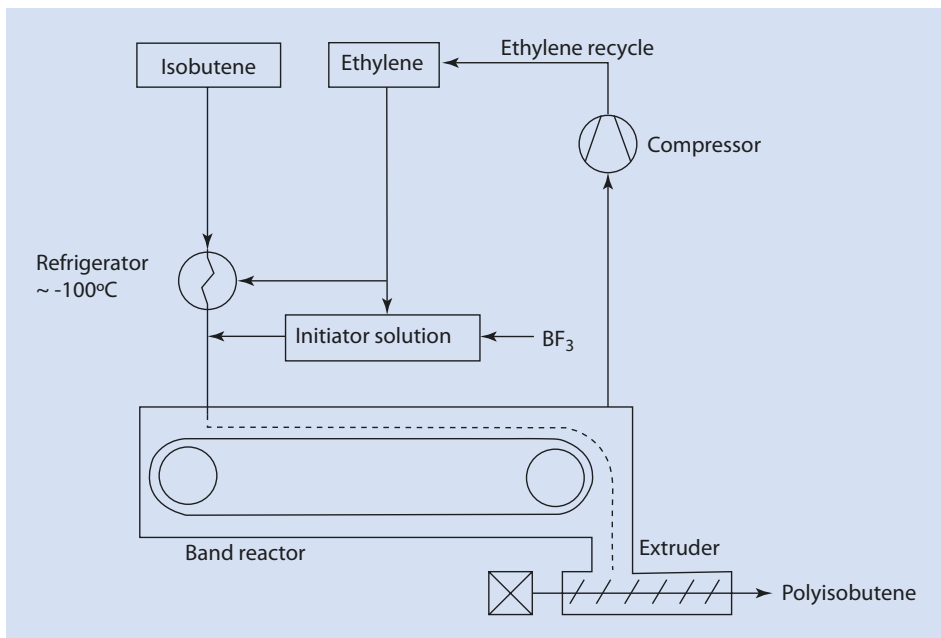 Ethylene recycle
Isobutene
Ethylene
Compressor
Refrigerator
~ -100ºC
Initiator solution
BF₃
Band reactor
Extruder
Polyisobutene